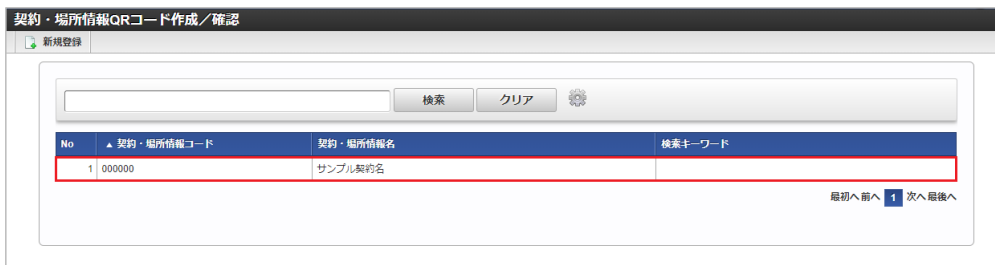 契約・場所情報QRコード作成／確認
新規登録
検索 クリア
No ▲ 契約・場所情報コード 契約・場所情報名 検索キーワード
1 000000 サンプル契約名
最初へ 前へ 1 次へ 最後へ